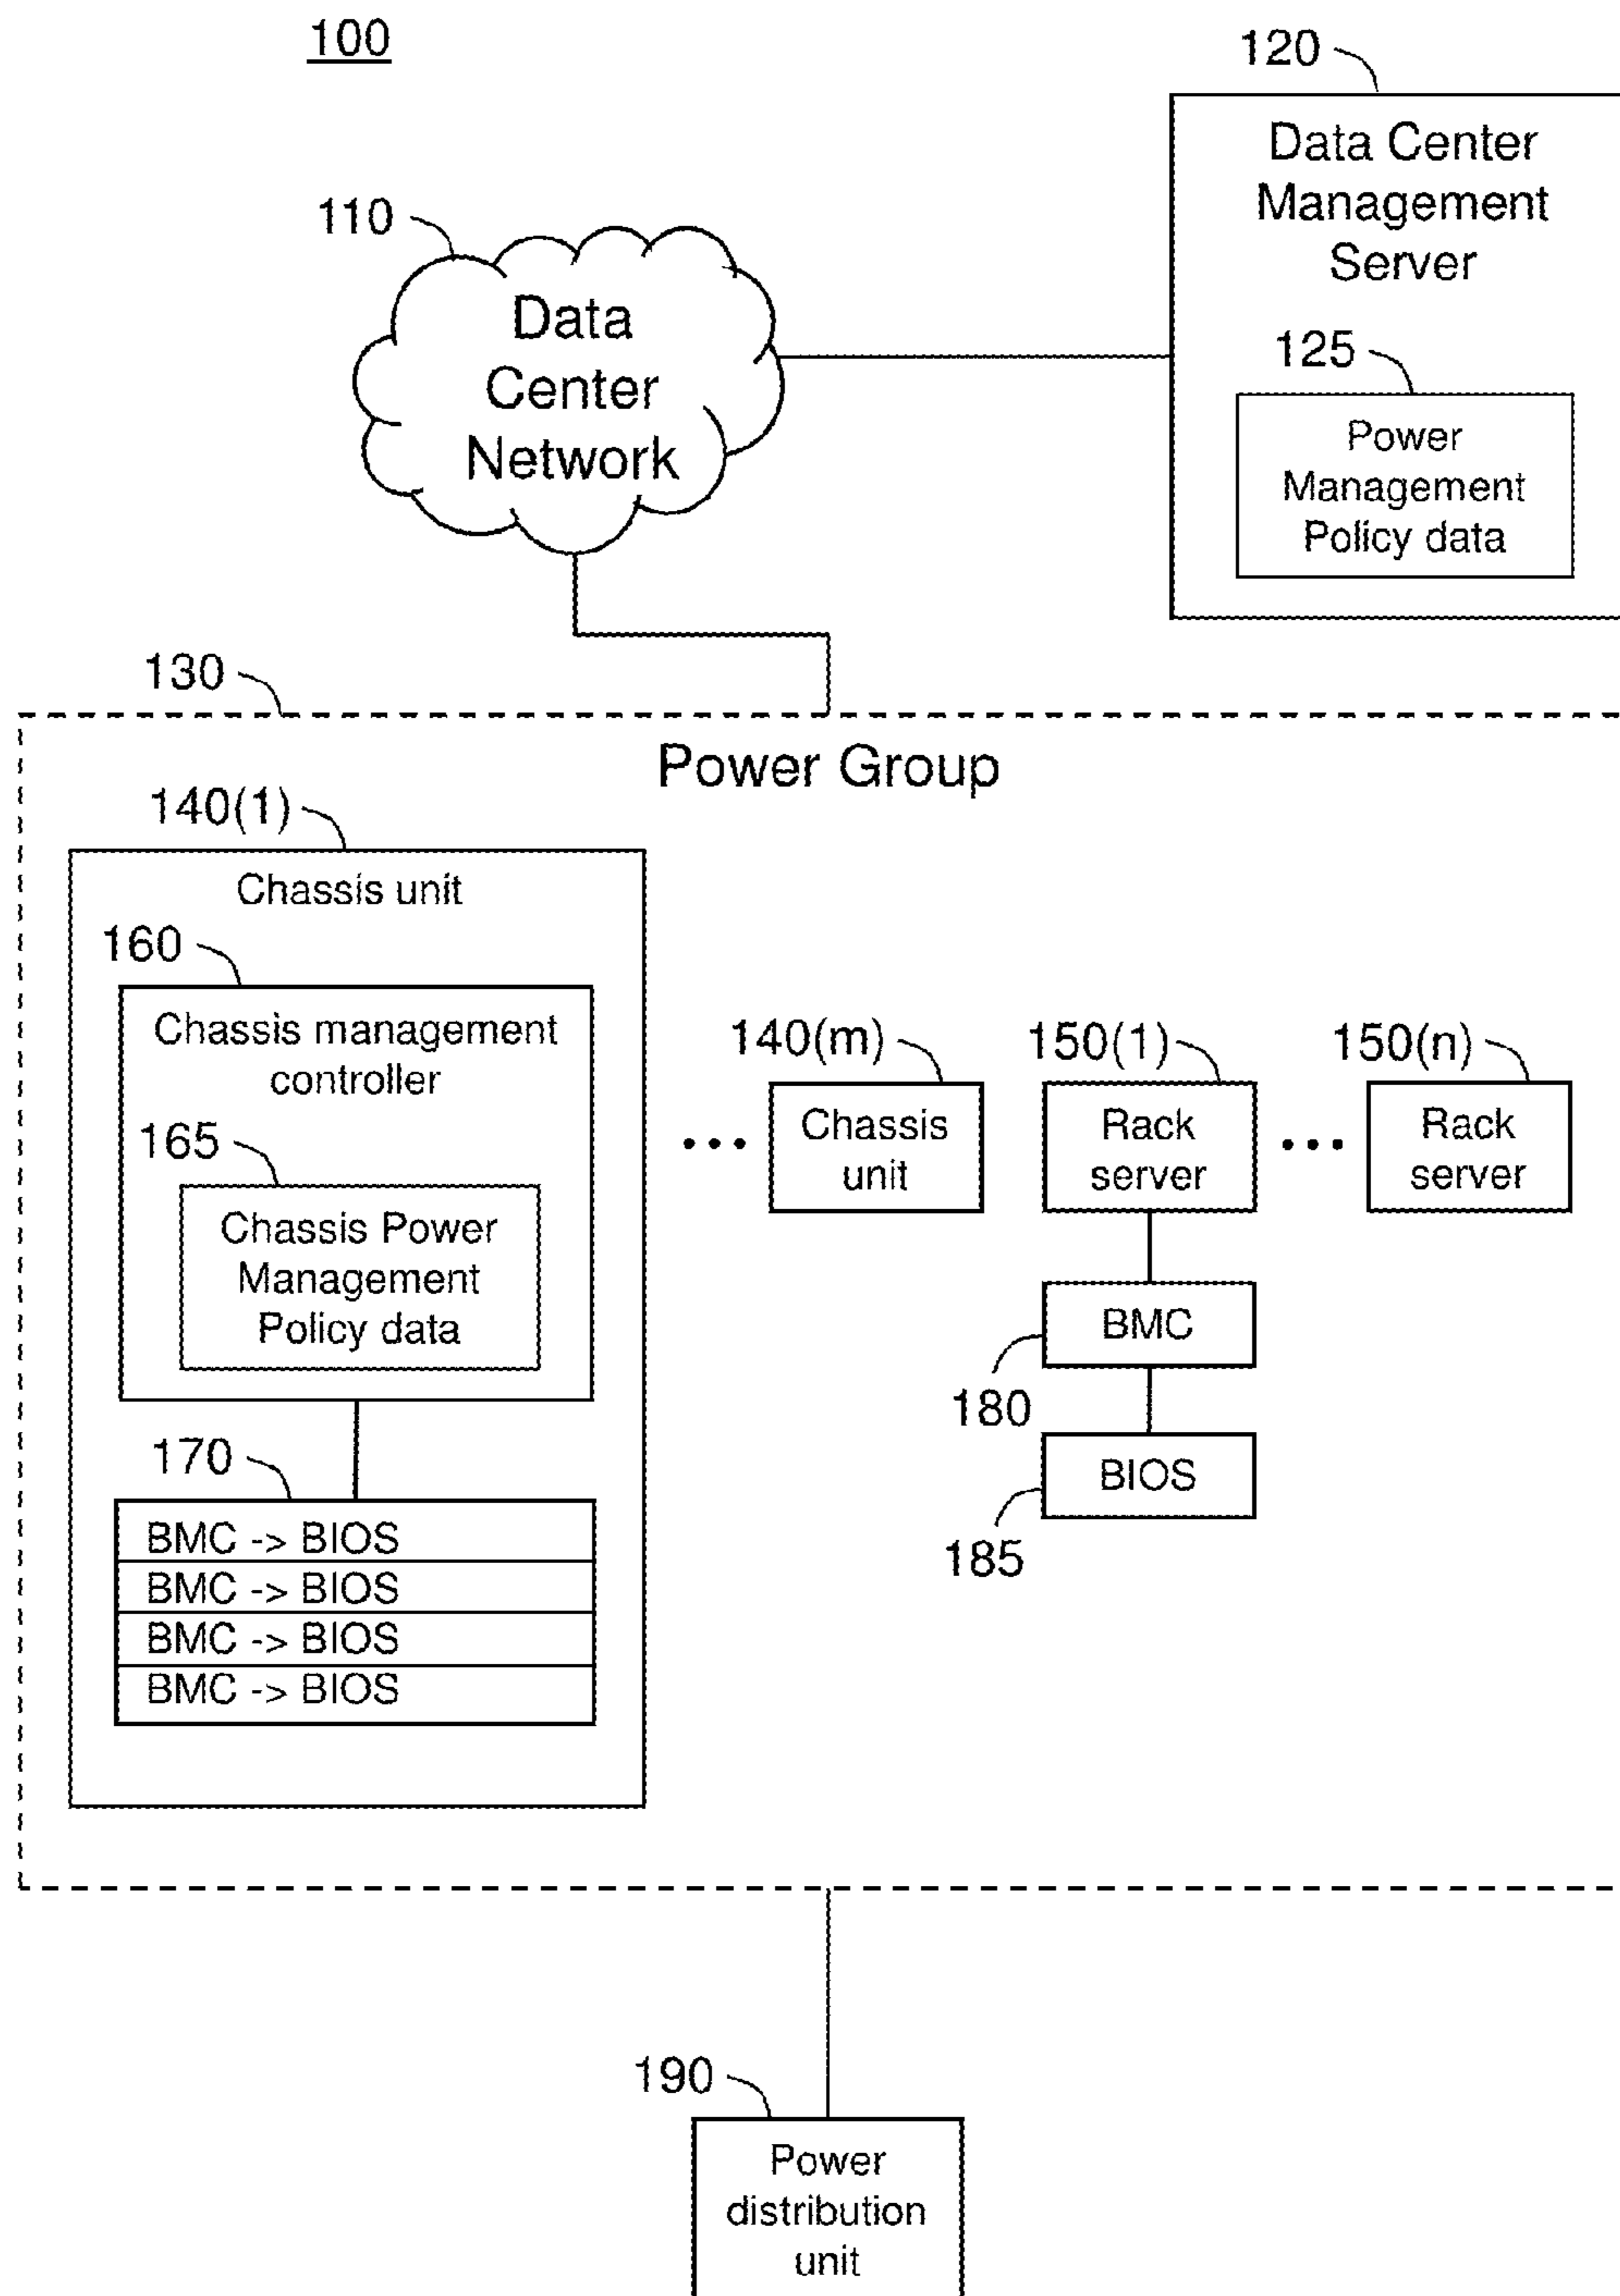 100
120
Data Center
Management
Server
110
Data
Center
Network
125
Power
Management
Policy data
130
Power Group
140(1)
Chassis unit
160
Chassis management
controller
165
Chassis Power
Management
Policy data
170
BMC -> BIOS
BMC -> BIOS
BMC -> BIOS
BMC -> BIOS
140(m)
Chassis
unit
150(1)
Rack
server
150(n)
Rack
server
BMC
180
BIOS
185
190
Power
distribution
unit